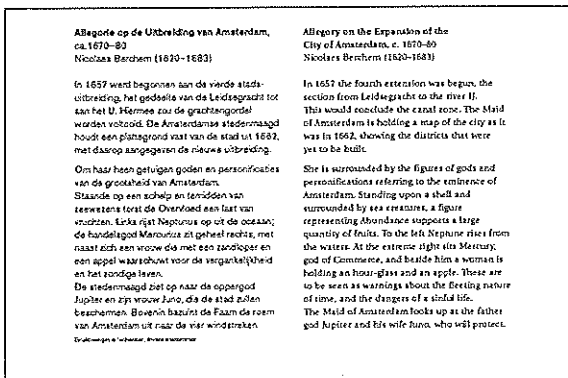 Allegorie op de Uitbreiding van Amsterdam,
ca. 1670–80
Nicolaes Berchem (1620–1683)
In 1657 werd begonnen aan de vierde stads-
uitbreiding, het gedeelte van de Leidsegracht tot
aan het IJ. Hiermee zou de grachtengordel
worden voltooid. De Amsterdamse stedenmaagd
houdt een plattegrond vast van de stad uit 1662,
met daarop aangegeven de nieuwe uitbreiding.
Om haar heen getuigen goden en personificaties
van de grootsheid van Amsterdam.
Staande op een schelp en temidden van
zeewezens torst de Overvloed een last van
vruchten. Links rijst Neptunus op uit de oceaan;
de handelsgod Mercurius zit geheel rechts, met
naast zich een vrouw die met een zandloper en
een appel waarschuwt voor de vergankelijkheid
en het zondige leven.
De stedenmaagd ziet op naar de oppergod
Jupiter en zijn vrouw Juno, die de stad zullen
beschermen. Bovenin bazuint de Faam de roem
van Amsterdam uit naar de vier windstreken.
Allegory on the Expansion of the
City of Amsterdam, c. 1670–80
Nicolaes Berchem (1620–1683)
In 1657 the fourth extension was begun, the
section from Leidsegracht to the river IJ.
This would conclude the canal zone. The Maid
of Amsterdam is holding a map of the city as it
was in 1662, showing the districts that were
yet to be built.
She is surrounded by the figures of gods and
personifications referring to the eminence of
Amsterdam. Standing upon a shell and
surrounded by sea creatures, a figure
representing Abundance supports a large
quantity of fruits. To the left Neptune rises from
the waters. At the extreme right sits Mercury,
god of Commerce, and beside him a woman is
holding an hour-glass and an apple. These are
to be seen as warnings about the fleeting nature
of time, and the dangers of a sinful life.
The Maid of Amsterdam looks up at the father
god Jupiter and his wife Juno, who will protect.